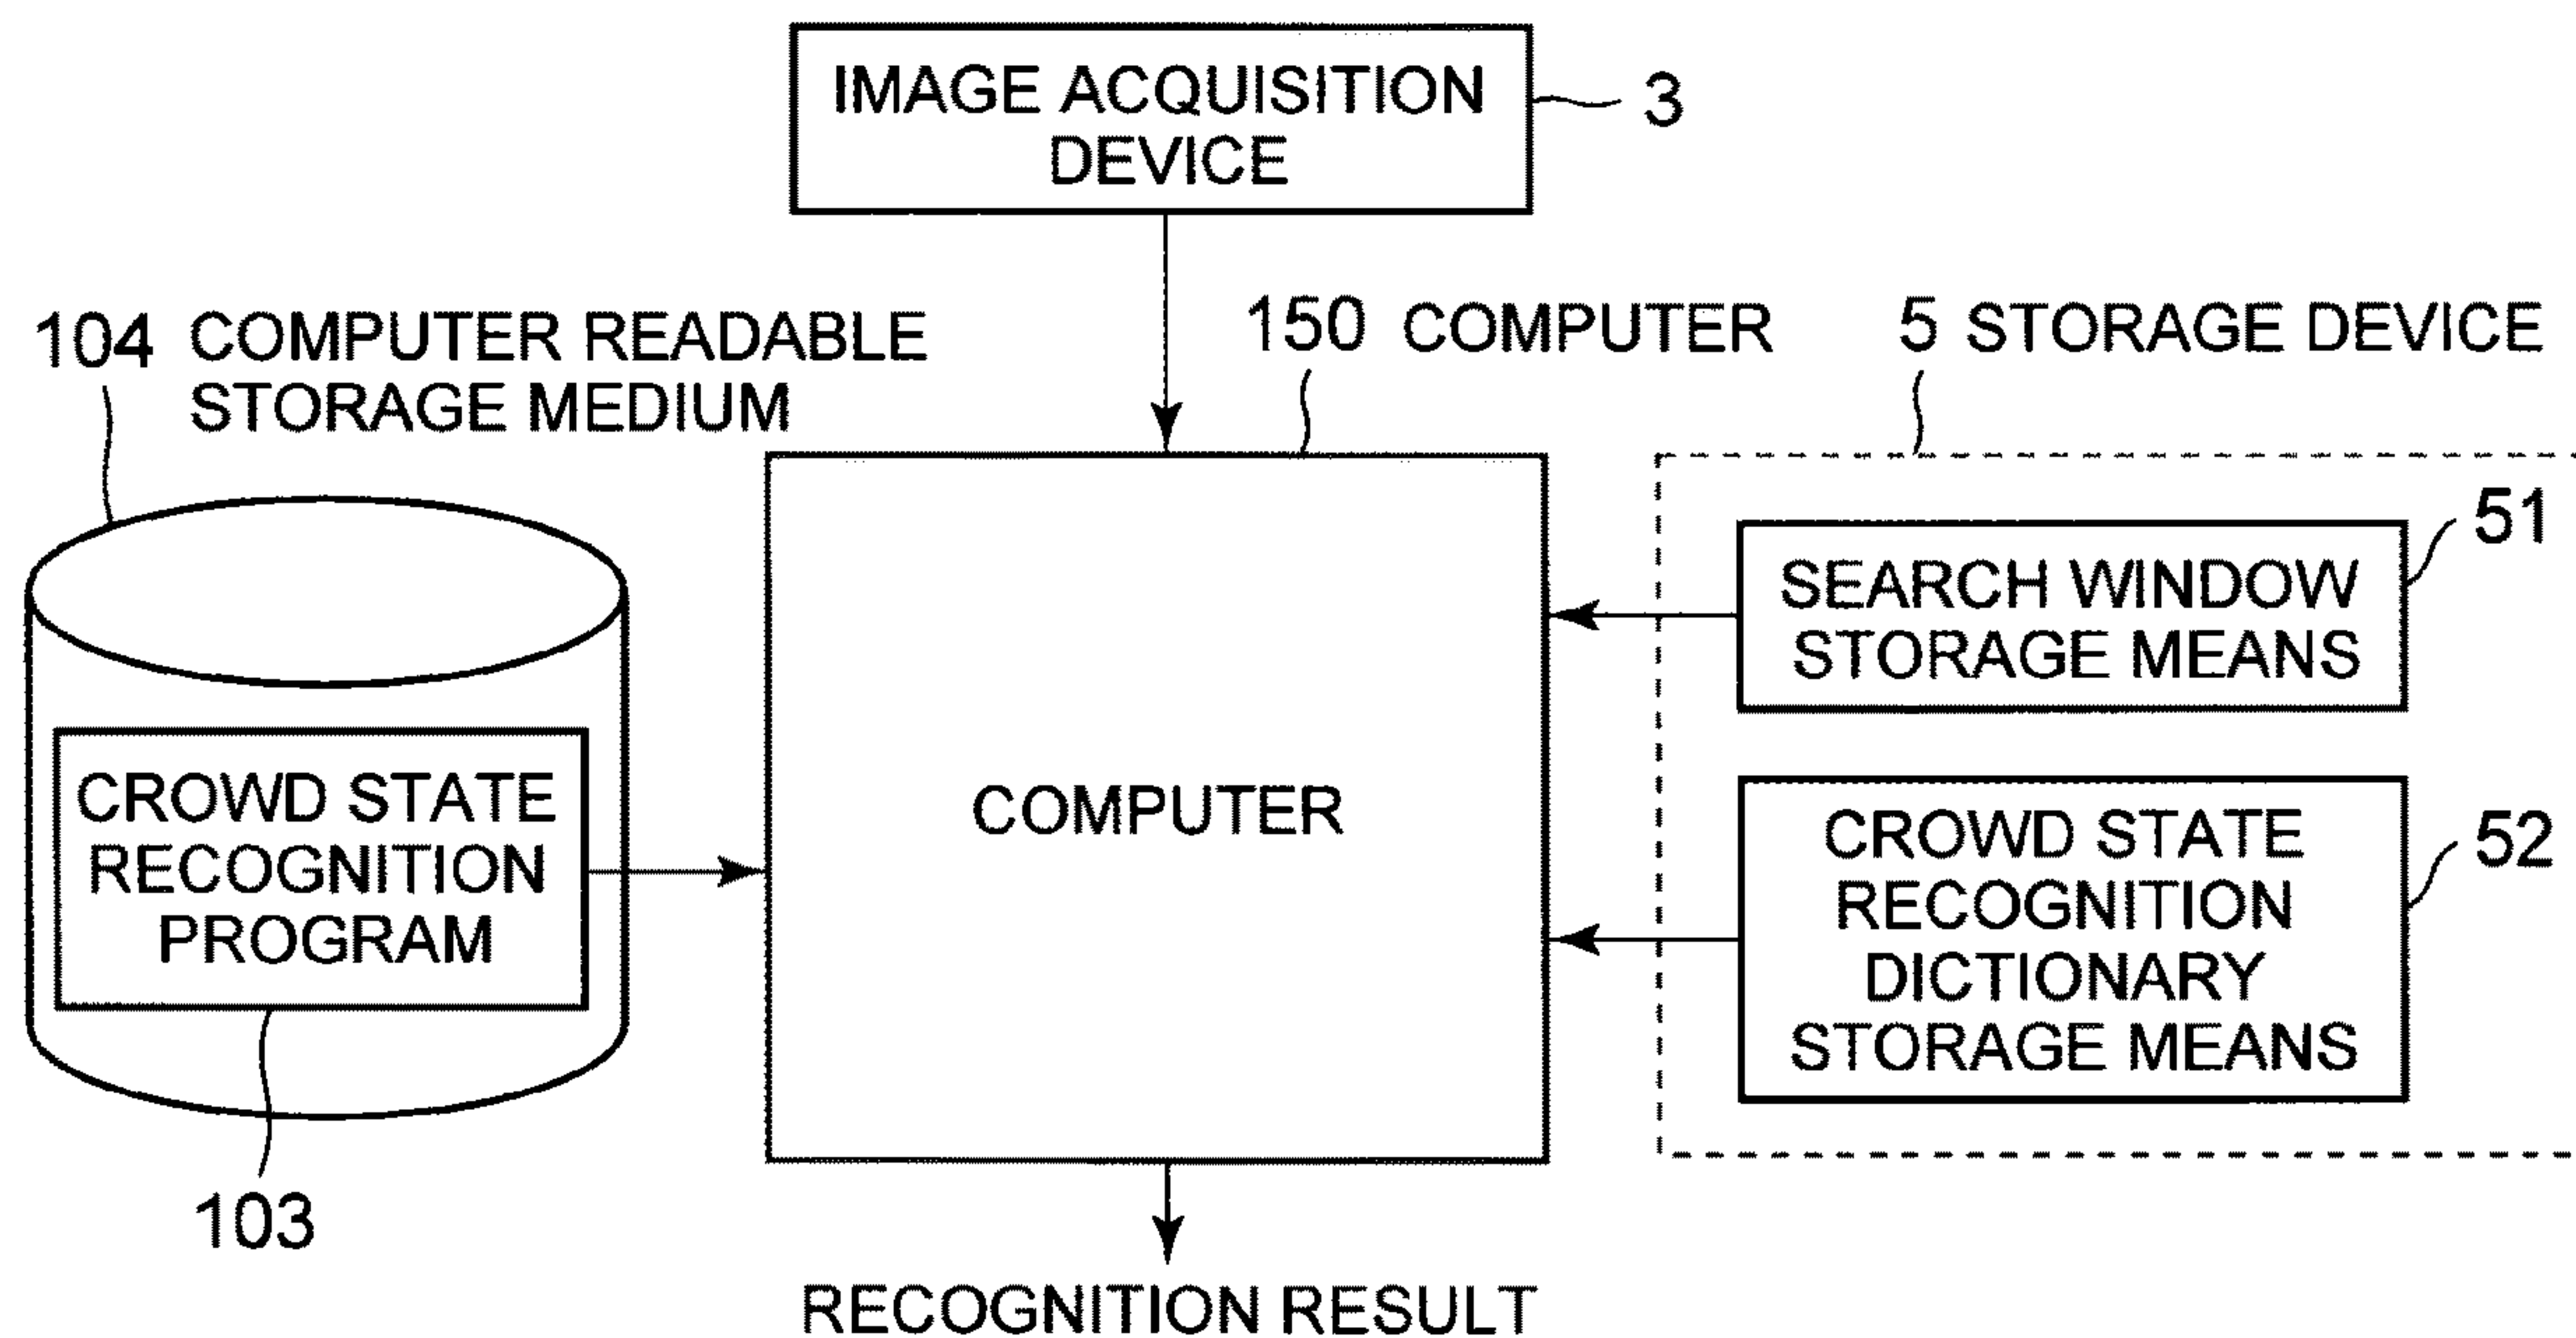 IMAGE ACQUISITION
DEVICE
3
104 COMPUTER READABLE
STORAGE MEDIUM
150 COMPUTER
5 STORAGE DEVICE
51
SEARCH WINDOW
STORAGE MEANS
CROWD STATE
RECOGNITION
PROGRAM
COMPUTER
CROWD STATE
RECOGNITION
DICTIONARY
STORAGE MEANS
52
103
RECOGNITION RESULT